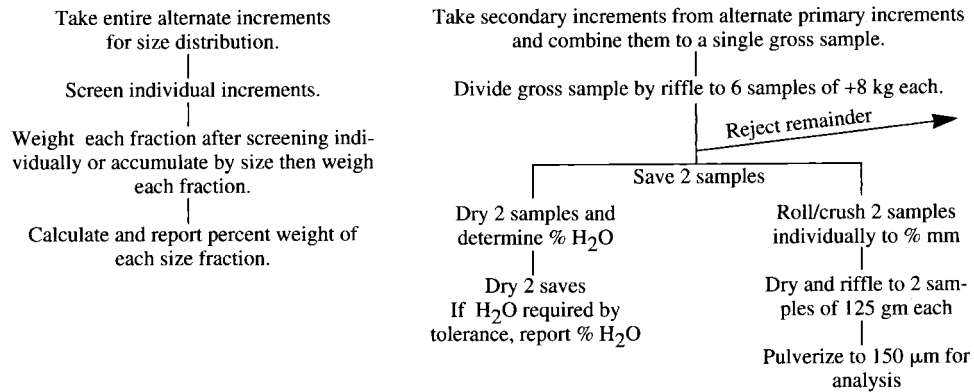 Take entire alternate increments
for size distribution.
Screen individual increments.
Weight each fraction after screening indi-
vidually or accumulate by size then weigh
each fraction.
Calculate and report percent weight of
each size fraction.
Take secondary increments from alternate primary increments
and combine them to a single gross sample.
Divide gross sample by riffle to 6 samples of +8 kg each.
Reject remainder
Save 2 samples
Dry 2 samples and
determine % H2O
Dry 2 saves
If H2O required by
tolerance, report % H2O
Roll/crush 2 samples
individually to % mm
Dry and riffle to 2 sam-
ples of 125 gm each
Pulverize to 150 μm for
analysis